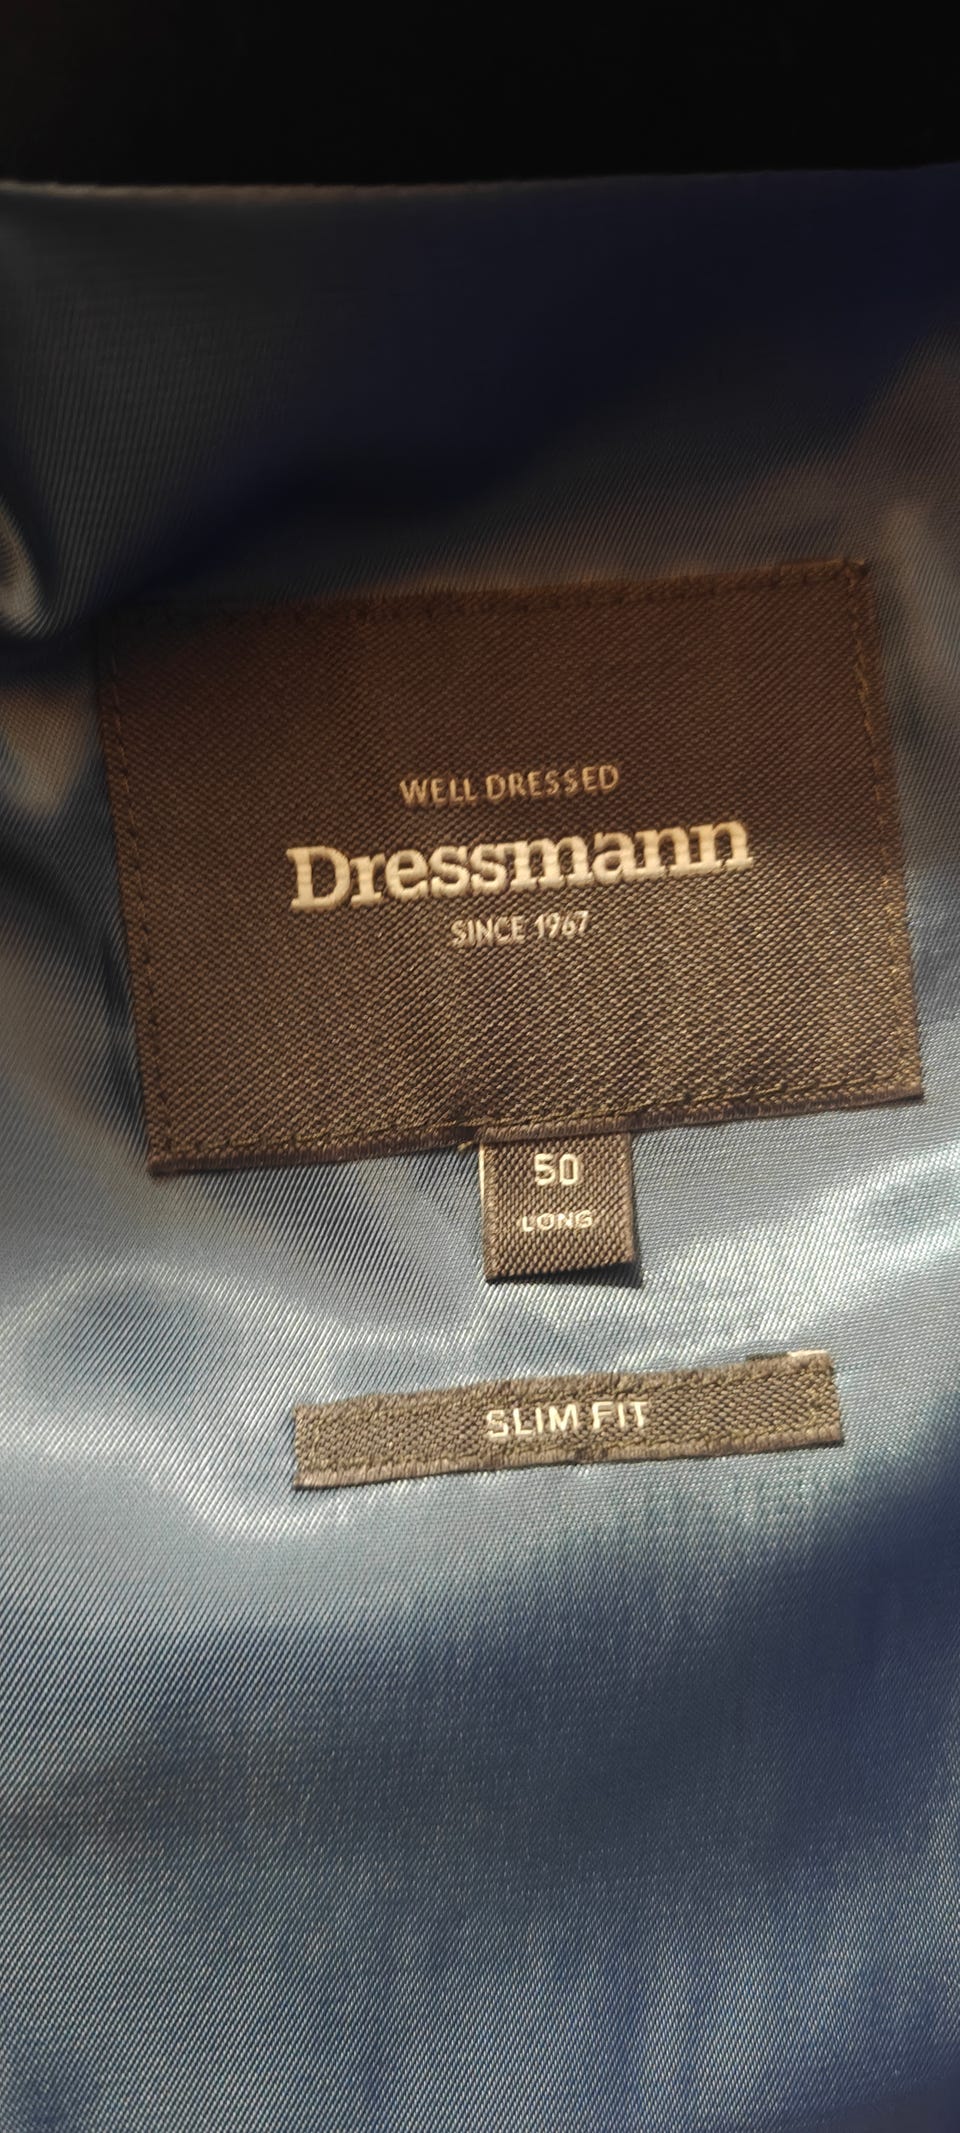 WELL DRESSED
Dressmann
SINCE 1967
50
LONG
SLIM FIT